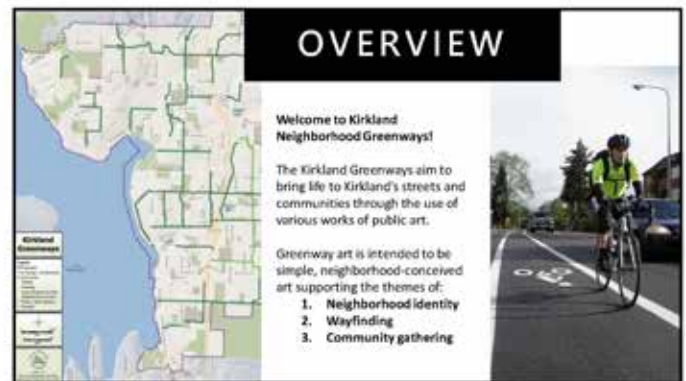 OVERVIEW
Welcome to Kirkland
Neighborhood Greenways!
The Kirkland Greenways aim to
bring life to Kirkland's streets and
communities through the use of
various works of public art.
Greenway art is intended to be
simple, neighborhood-conceived
art supporting the themes of:
1. Neighborhood identity
2. Wayfinding
3. Community gathering
Kirkland
Greenways